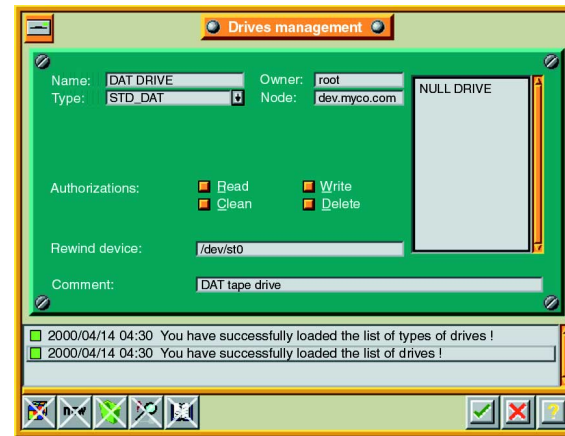 Drives management
Name: DAT DRIVE Owner: root
Type: STD_DAT Node: dev.myco.com
NULL DRIVE
Authorizations: Read Write
Clean Delete
Rewind device: /dev/st0
Comment: DAT tape drive
2000/04/14 04:30 You have successfully loaded the list of types of drives !
2000/04/14 04:30 You have successfully loaded the list of drives !
new
?